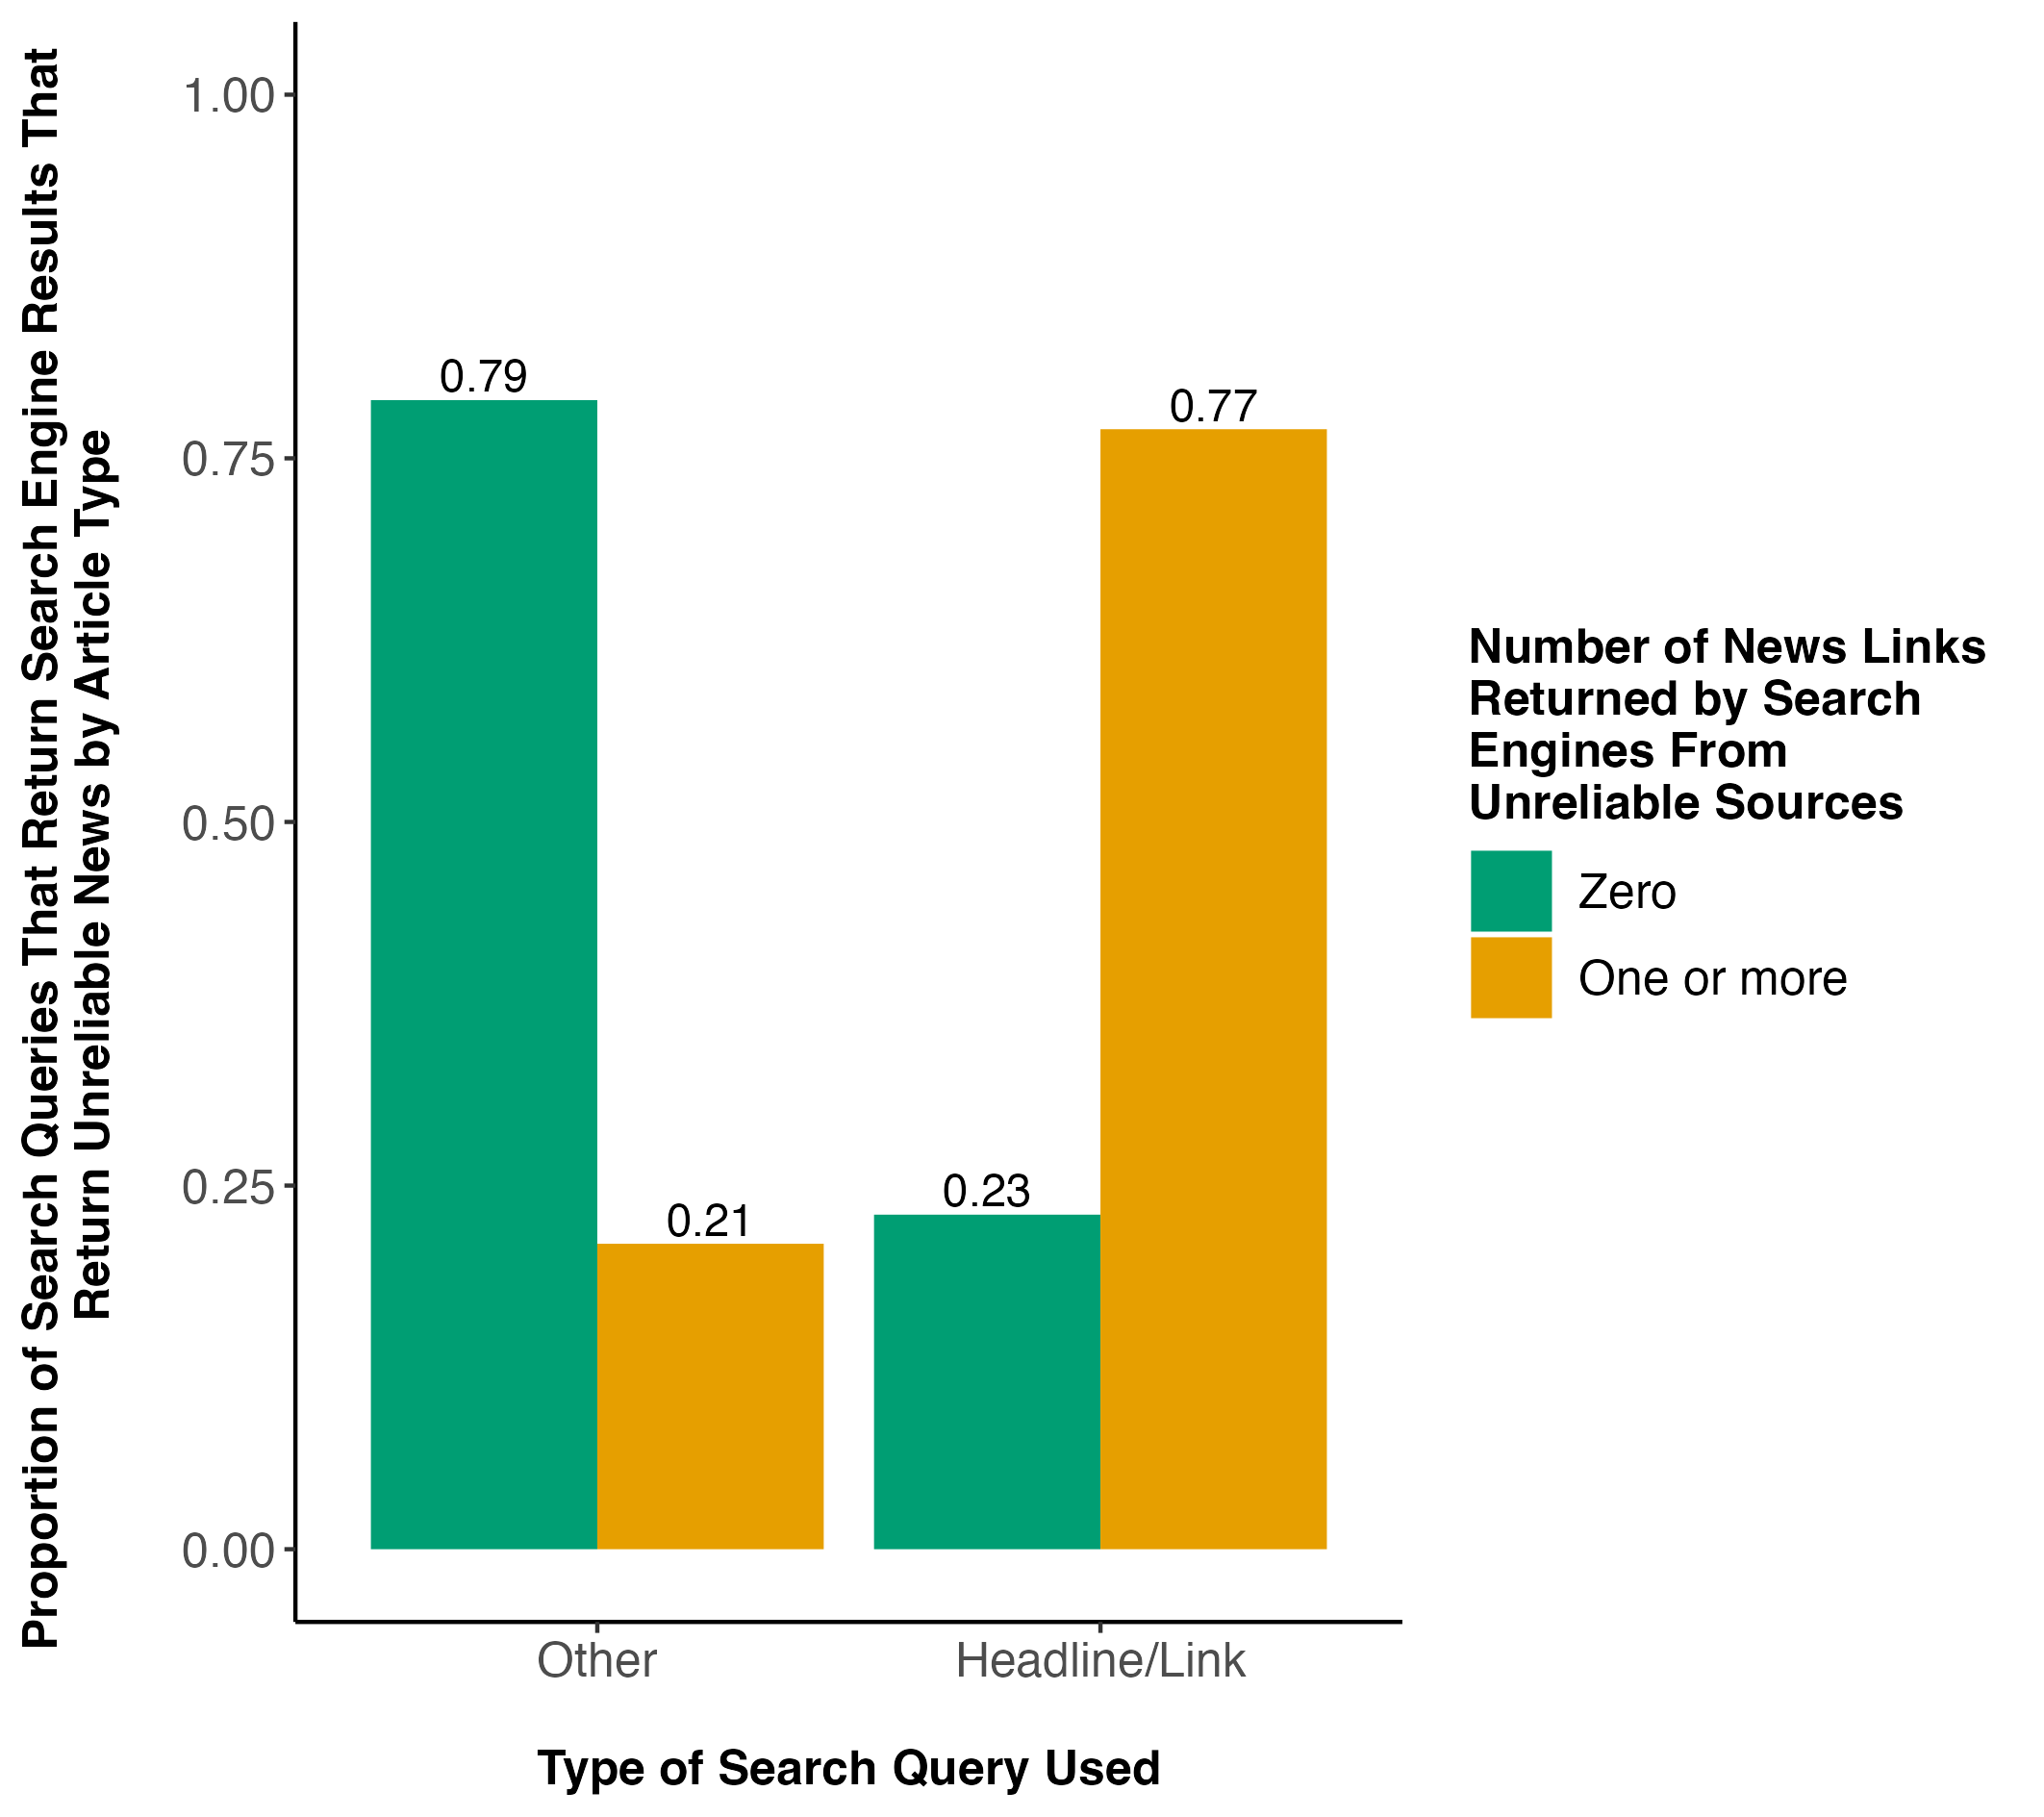 Proportion of Search Queries That Return Search Engine Results That
Return Unreliable News by Article Type
1.00
0.75
0.50
0.25
0.00
0.79
0.21
0.23
0.77
Other
Headline/Link
Type of Search Query Used
Number of News Links
Returned by Search
Engines From
Unreliable Sources
Zero
One or more